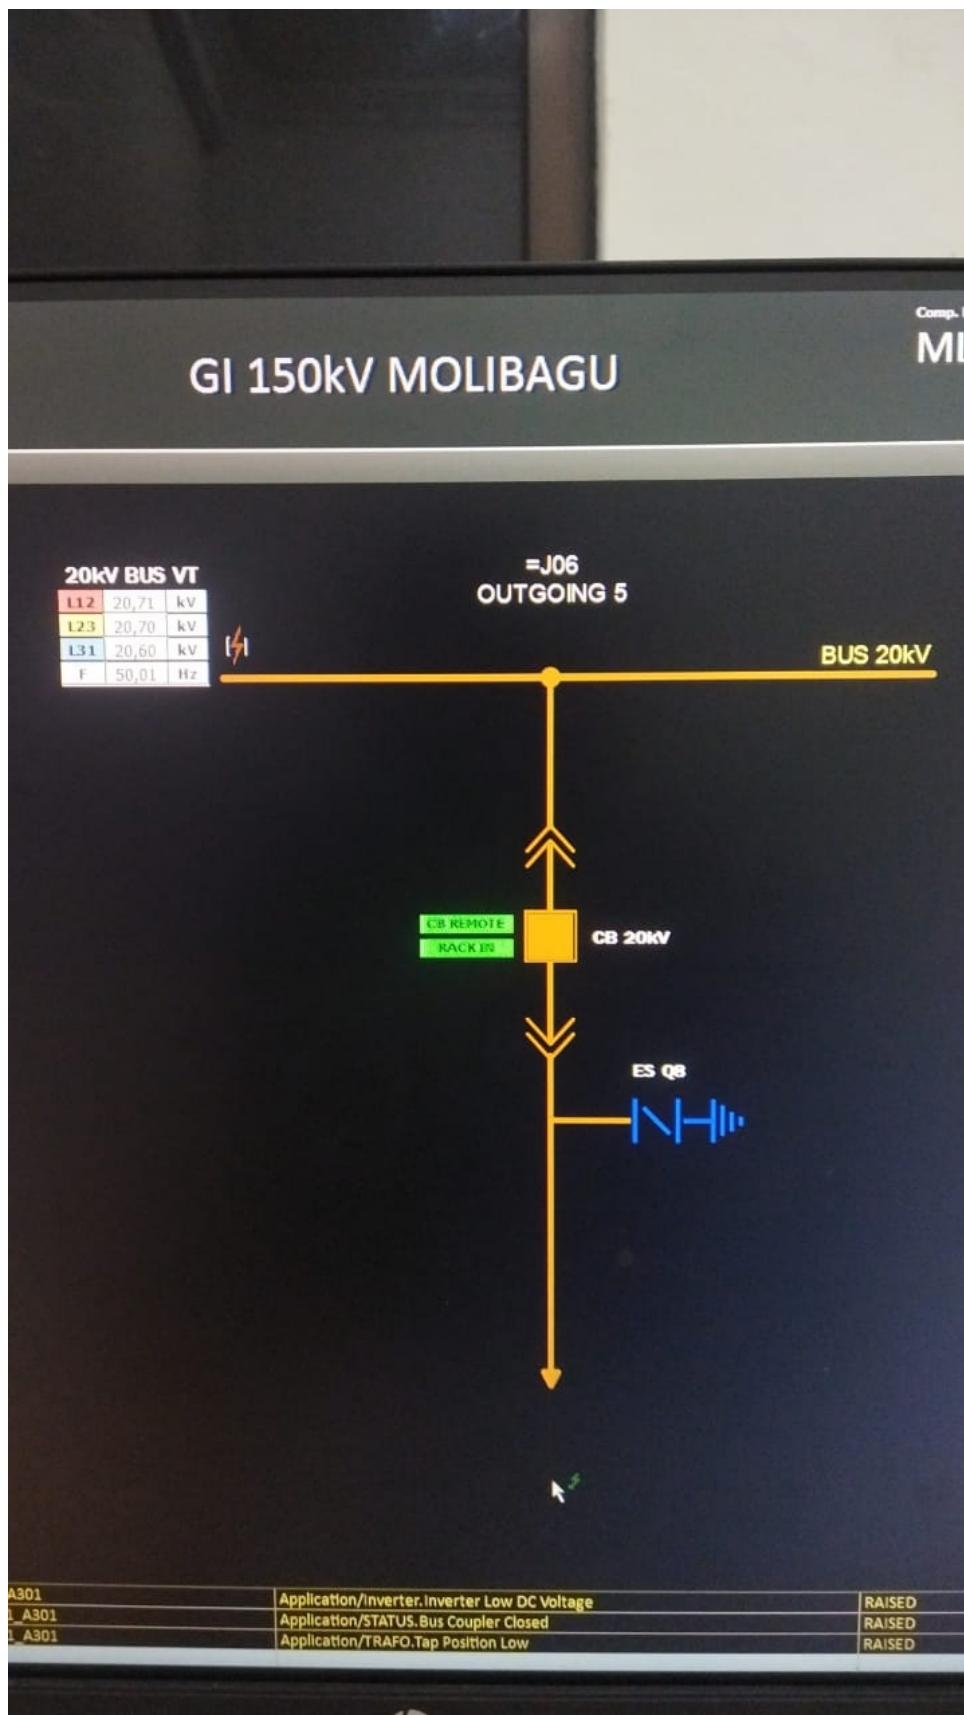 Comp.
GI 150kV MOLIBAGU
=J06
OUTGOING 5
20kV BUS VT
L12 20,71 kV
L23 20,70 kV
L31 20,60 kV
F 50,01 Hz
BUS 20kV
CB REMOTE
RACK IN
CB 20kV
ES Q8
A301 Application/Inverter.Inverter Low DC Voltage RAISED
1_A301 Application/STATUS.Bus Coupler Closed RAISED
1_A301 Application/TRAFO.Tap Position Low RAISED